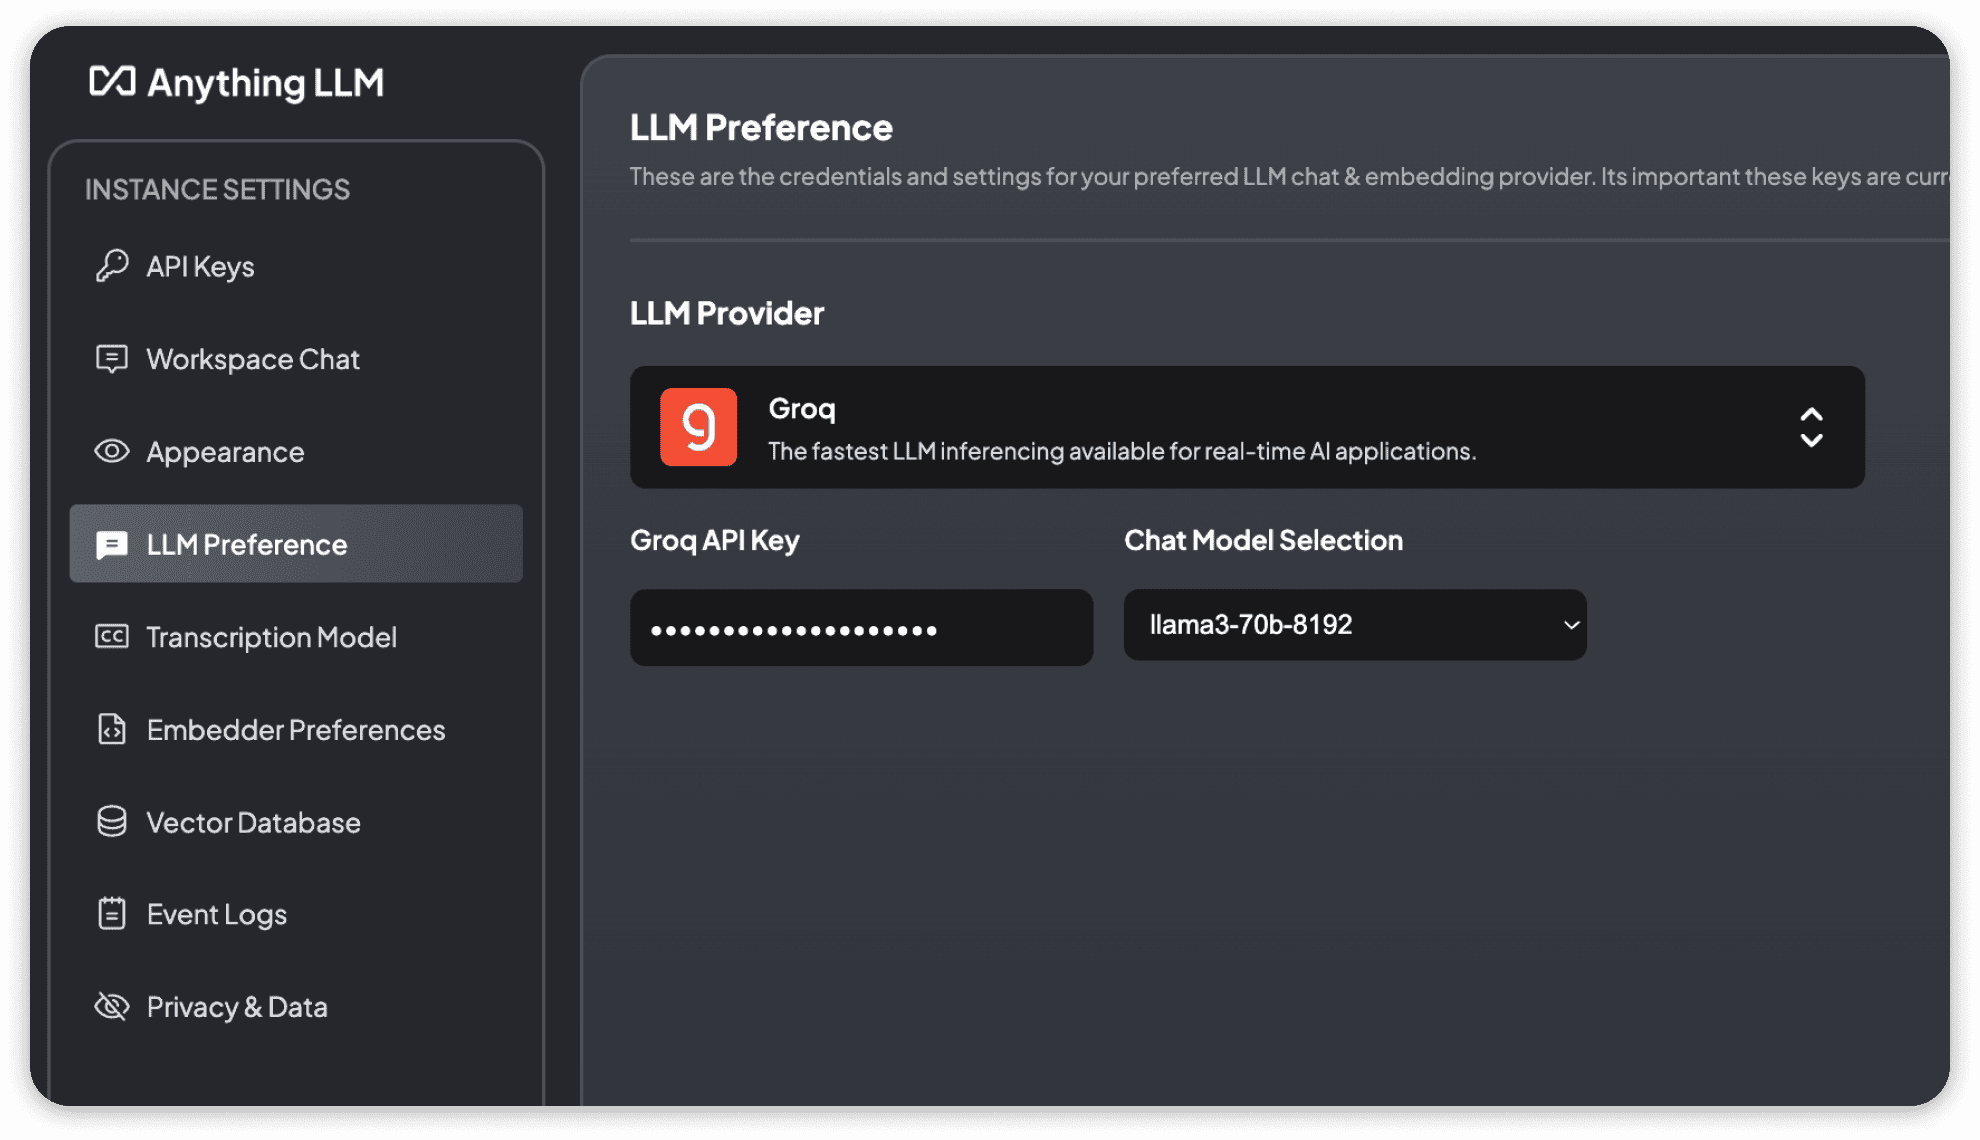 Anything LLM
INSTANCE SETTINGS
API Keys
Workspace Chat
Appearance
LLM Preference
Transcription Model
Embedder Preferences
Vector Database
Event Logs
Privacy & Data
LLM Preference
These are the credentials and settings for your preferred LLM chat & embedding provider. Its important these keys are curr
LLM Provider
Groq
The fastest LLM inferencing available for real-time AI applications.
Groq API Key
Chat Model Selection
••••••••••••••••••••
llama3-70b-8192